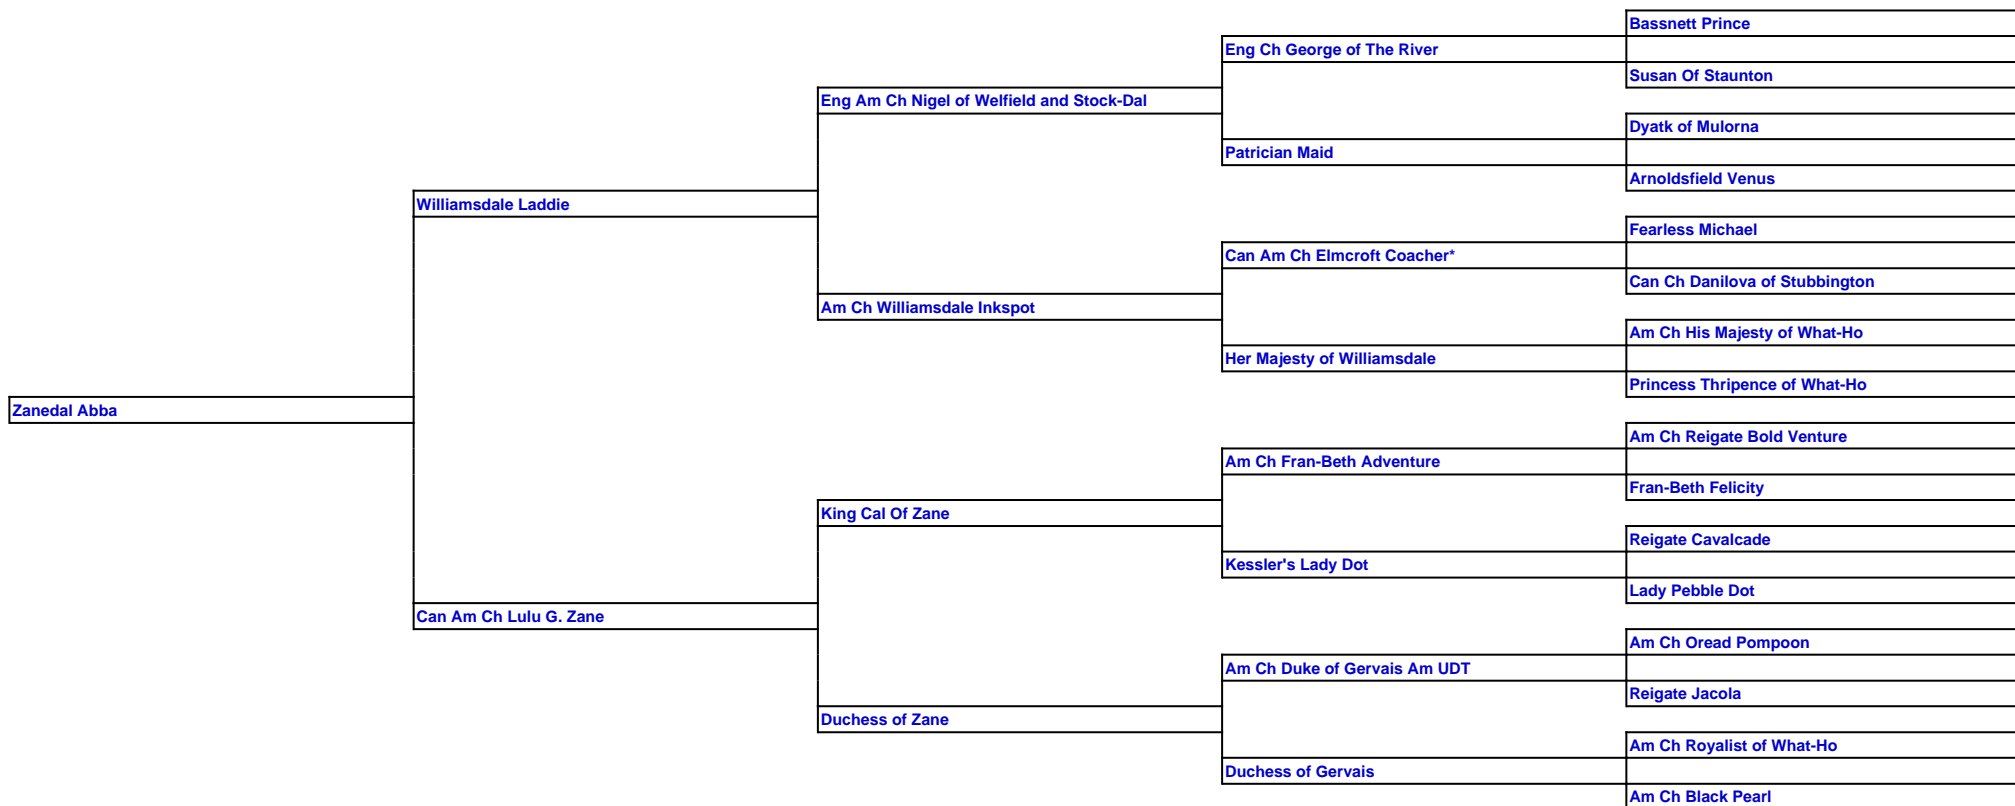 Bassnett Prince
Eng Ch George of The River
Susan Of Staunton
Eng Am Ch Nigel of Welfield and Stock-Dal
Dyatk of Mulorna
Patrician Maid
Arnoldsfield Venus
Williamsdale Laddie
Fearless Michael
Can Am Ch Elmcroft Coacher*
Can Ch Danilova of Stubbington
Am Ch Williamsdale Inkspot
Am Ch His Majesty of What-Ho
Her Majesty of Williamsdale
Princess Thripence of What-Ho
Zanedal Abba
Am Ch Reigate Bold Venture
Am Ch Fran-Beth Adventure
Fran-Beth Felicity
King Cal Of Zane
Reigate Cavalcade
Kessler's Lady Dot
Lady Pebble Dot
Can Am Ch Lulu G. Zane
Am Ch Oread Pompoon
Am Ch Duke of Gervais Am UDT
Reigate Jacola
Duchess of Zane
Am Ch Royalist of What-Ho
Duchess of Gervais
Am Ch Black Pearl